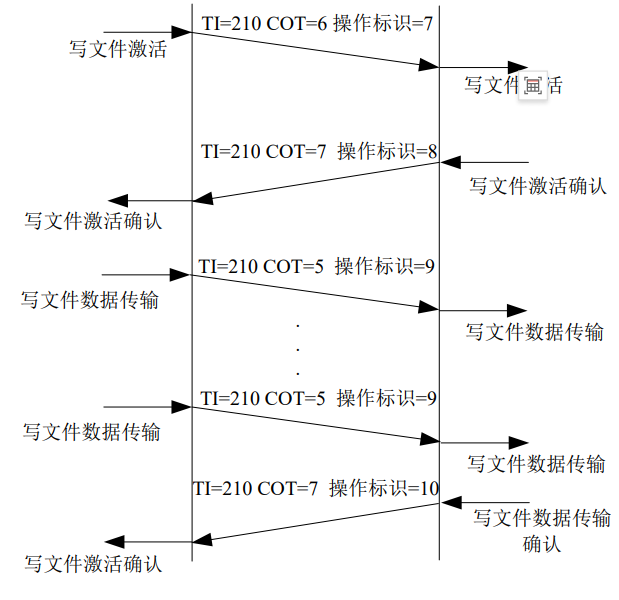 TI=210 COT=6 操作标识=7
写文件激活
写文件 活
TI=210 COT=7 操作标识=8
写文件激活确认
写文件激活确认
TI=210 COT=5 操作标识=9
写文件数据传输
写文件数据传输
TI=210 COT=5 操作标识=9
写文件数据传输
写文件数据传输
TI=210 COT=7 操作标识=10
写文件数据传输
确认
写文件激活确认